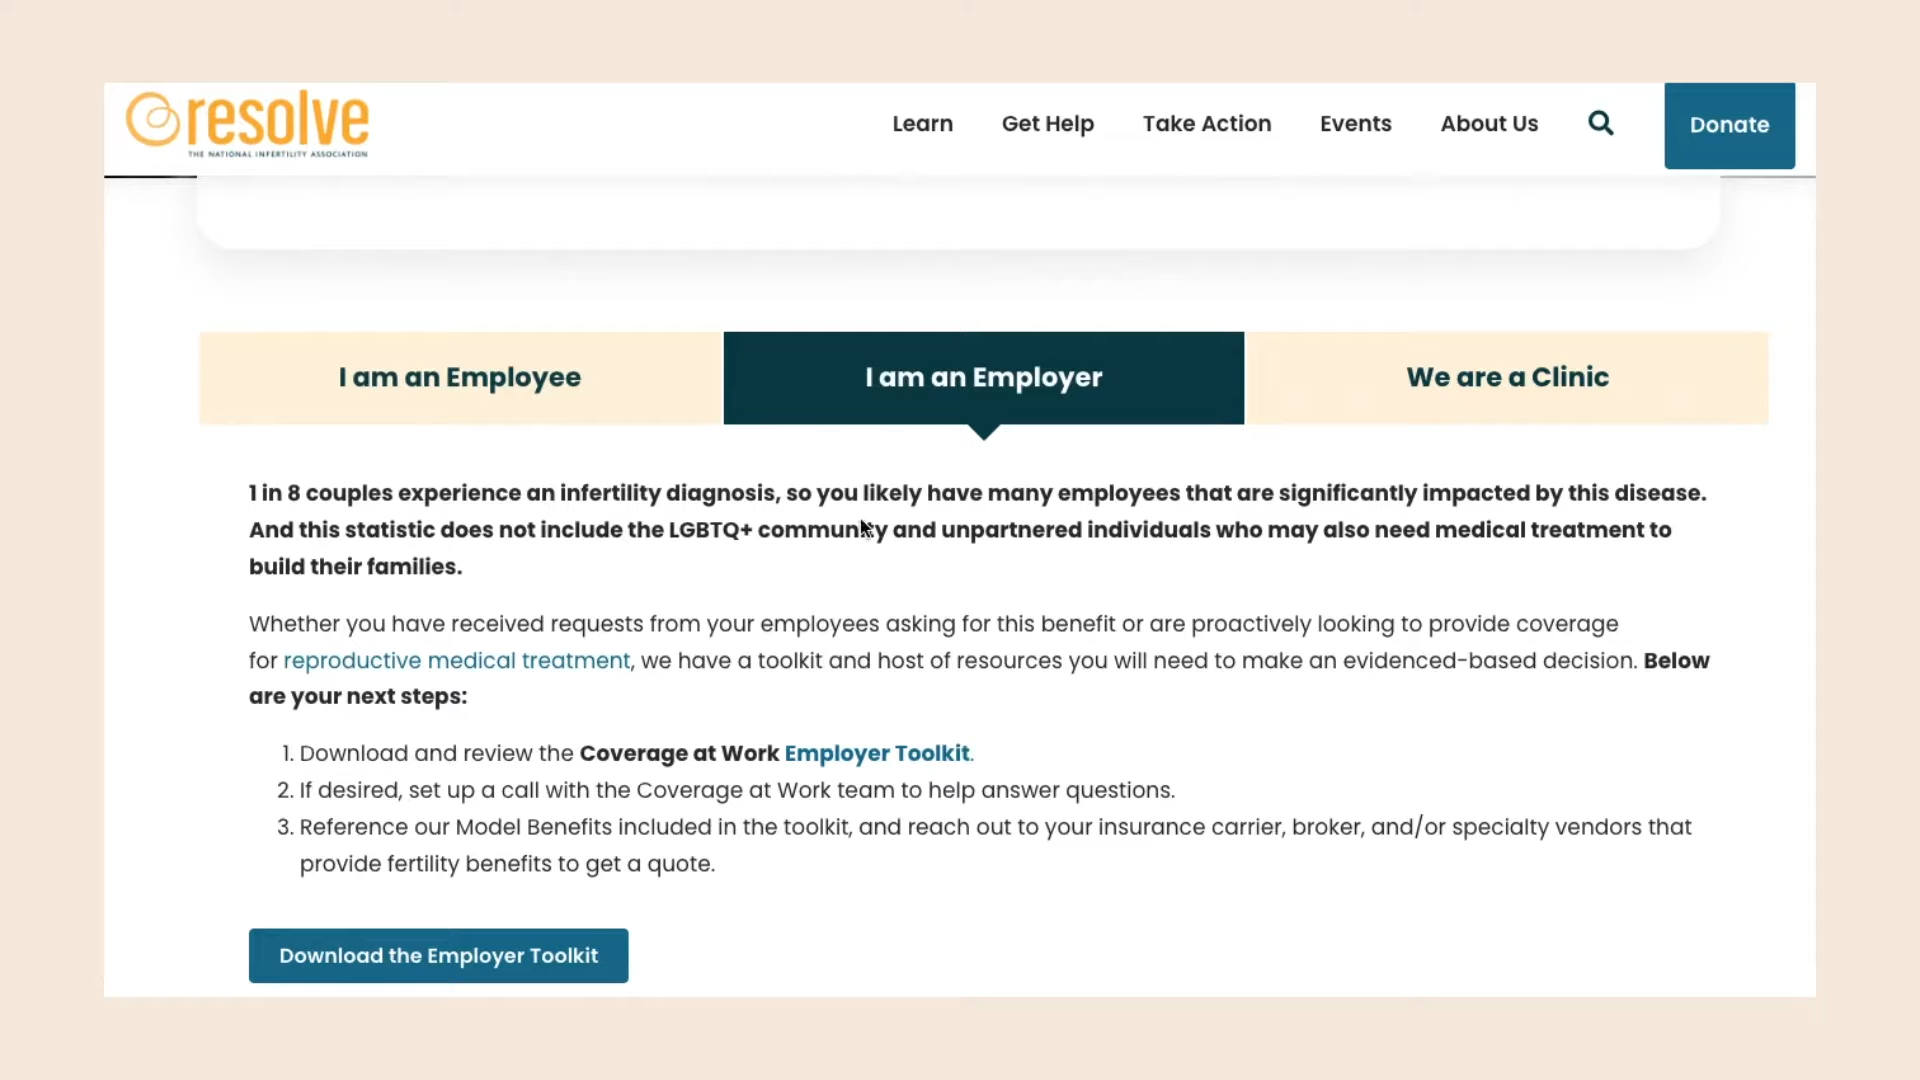 resolve
THE NATIONAL INFERTILITY ASSOCIATION
Learn
Get Help
Take Action
Events
About Us
Donate
I am an Employee
I am an Employer
We are a Clinic
1 in 8 couples experience an infertility diagnosis, so you likely have many employees that are significantly impacted by this disease.
And this statistic does not include the LGBTQ+ community and unpartnered individuals who may also need medical treatment to
build their families.
Whether you have received requests from your employees asking for this benefit or are proactively looking to provide coverage
for reproductive medical treatment, we have a toolkit and host of resources you will need to make an evidenced-based decision. Below
are your next steps:
1. Download and review the Coverage at Work Employer Toolkit.
2. If desired, set up a call with the Coverage at Work team to help answer questions.
3. Reference our Model Benefits included in the toolkit, and reach out to your insurance carrier, broker, and/or specialty vendors that
provide fertility benefits to get a quote.
Download the Employer Toolkit